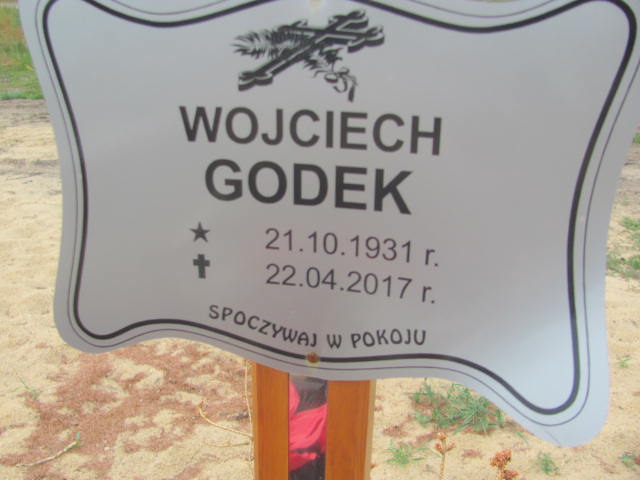 WOJCIECH
GODEK
★ 21.10.1931 r.
✝ 22.04.2017 r.
SPOCZYWAJ W POKOJU